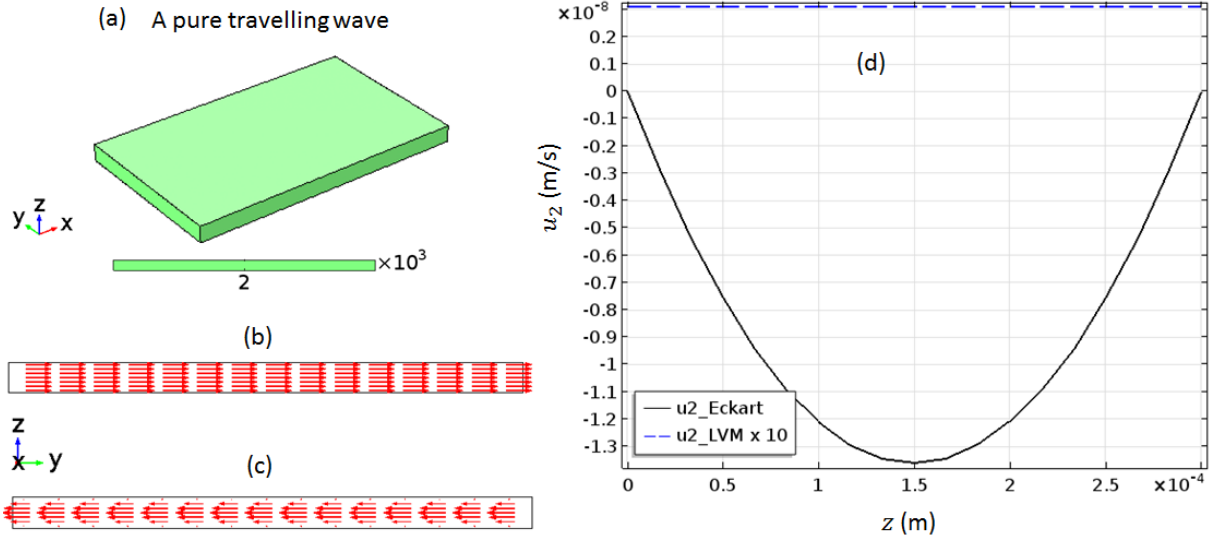 (a) A pure travelling wave
z
y
x
×10³
2
(b)
z
x
y
(c)
×10⁻⁸
0.2
0.1
0
-0.1
-0.2
-0.3
-0.4
-0.5
-0.6
-0.7
-0.8
-0.9
-1
-1.1
-1.2
-1.3
u₂ (m/s)
(d)
u2_Eckart
u2_LVM x 10
0 0.5 1 1.5 2 2.5 ×10⁻⁴
z (m)